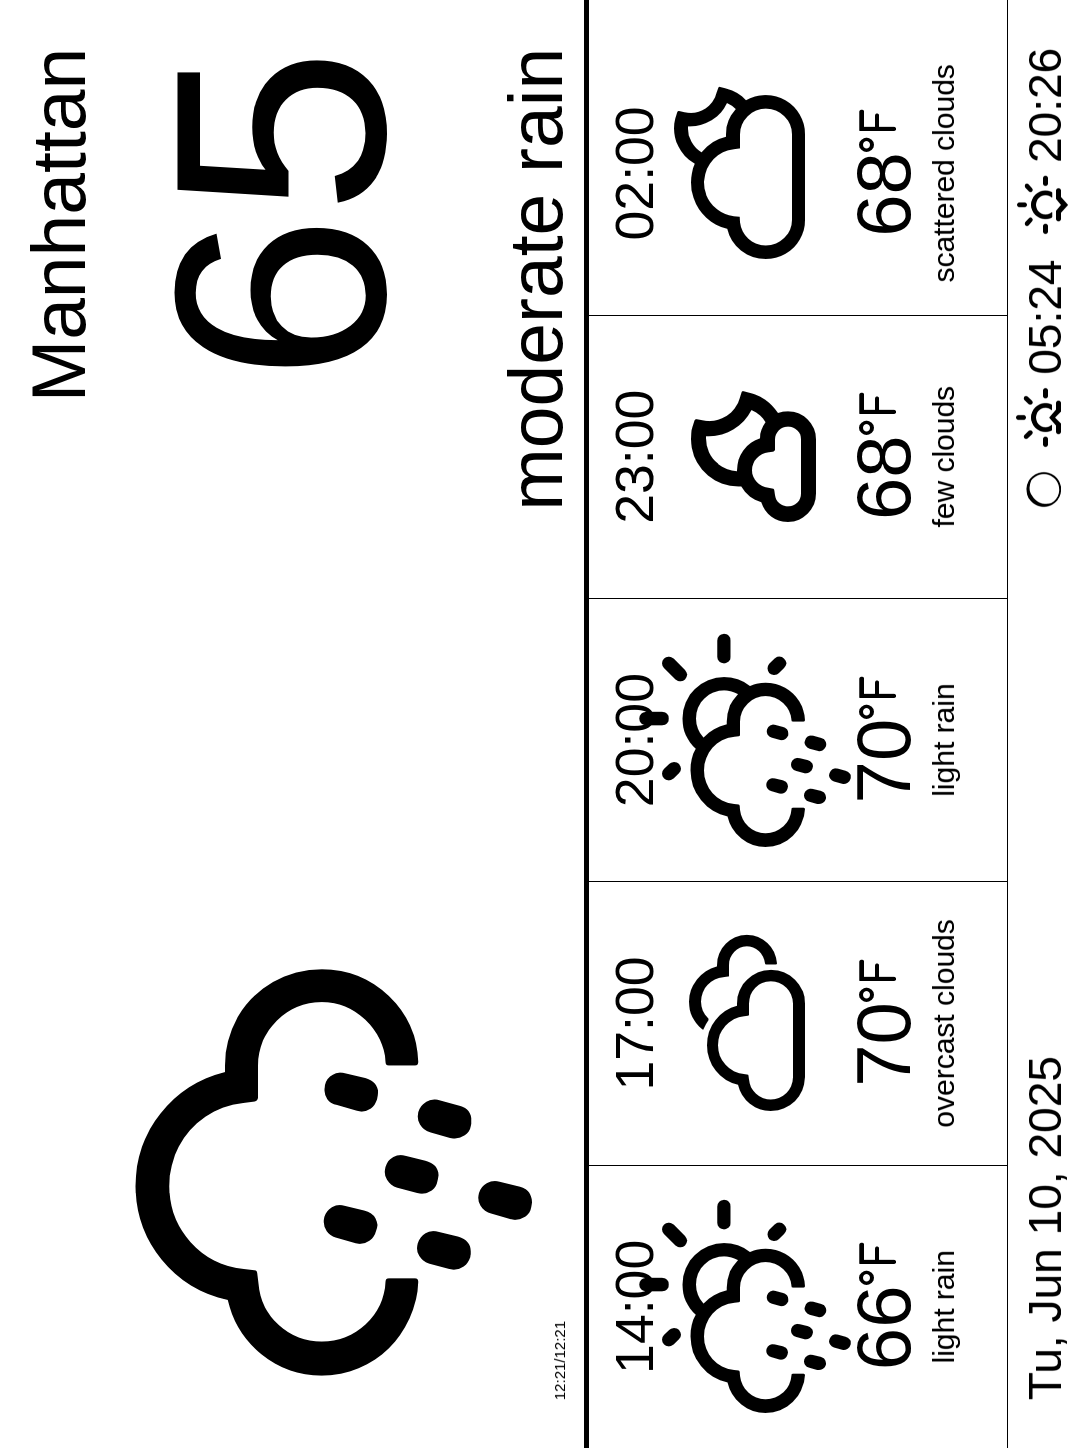 Manhattan
65
moderate rain
12:21/12:21
14:00 17:00 20:00 23:00 02:00
66°F 70°F 70°F 68°F 68°F
light rain overcast clouds light rain few clouds scattered clouds
Tu, Jun 10, 2025 05:24 20:26